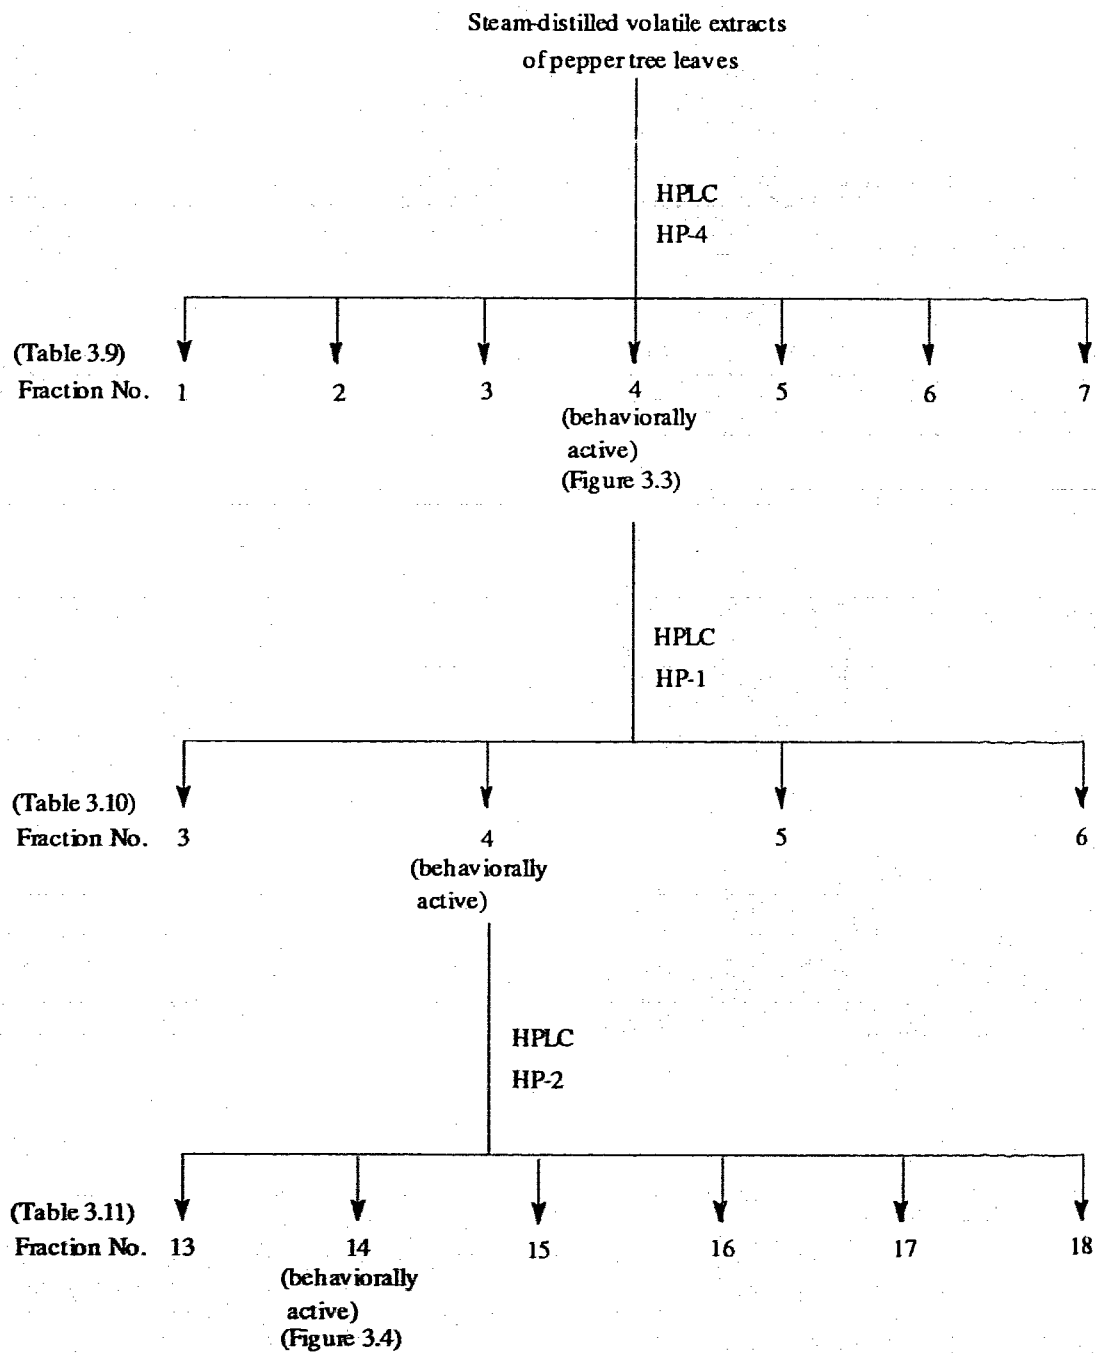 Steam-distilled volatile extracts
of pepper tree leaves
HPLC
HP-4
(Table 3.9)
Fraction No. 1 2 3 4 5 6 7
(behaviorally
active)
(Figure 3.3)
HPLC
HP-1
(Table 3.10)
Fraction No. 3 4 5 6
(behaviorally
active)
HPLC
HP-2
(Table 3.11)
Fraction No. 13 14 15 16 17 18
(behaviorally
active)
(Figure 3.4)